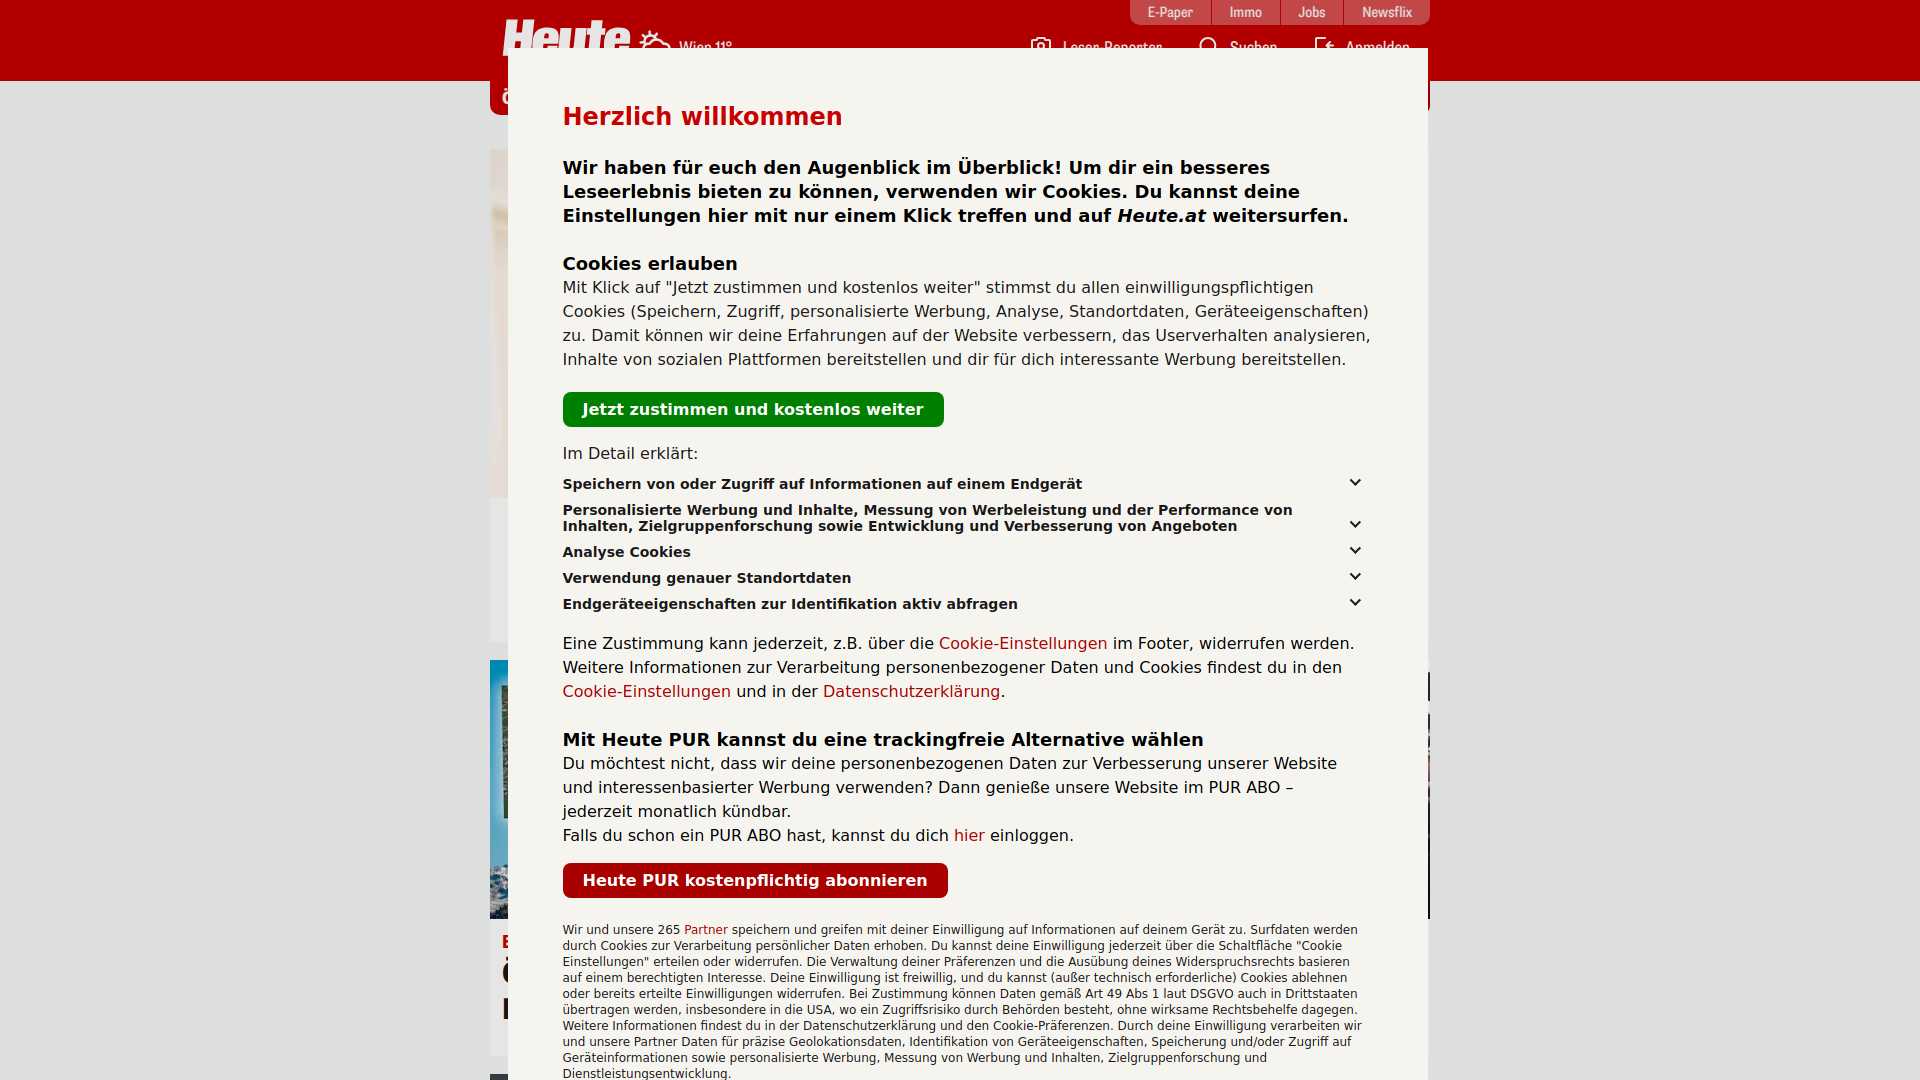 E-Paper
Immo
Jobs
Newsflix
Heute
Wien 11°
Leser-Reporter
Suchen
Anmelden
Herzlich willkommen
Wir haben für euch den Augenblick im Überblick! Um dir ein besseres
Leseerlebnis bieten zu können, verwenden wir Cookies. Du kannst deine
Einstellungen hier mit nur einem Klick treffen und auf Heute.at weitersurfen.
Cookies erlauben
Mit Klick auf "Jetzt zustimmen und kostenlos weiter" stimmst du allen einwilligungspflichtigen
Cookies (Speichern, Zugriff, personalisierte Werbung, Analyse, Standortdaten, Geräteeigenschaften)
zu. Damit können wir deine Erfahrungen auf der Website verbessern, das Userverhalten analysieren,
Inhalte von sozialen Plattformen bereitstellen und dir für dich interessante Werbung bereitstellen.
Jetzt zustimmen und kostenlos weiter
Im Detail erklärt:
Speichern von oder Zugriff auf Informationen auf einem Endgerät
Personalisierte Werbung und Inhalte, Messung von Werbeleistung und der Performance von
Inhalten, Zielgruppenforschung sowie Entwicklung und Verbesserung von Angeboten
Analyse Cookies
Verwendung genauer Standortdaten
Endgeräteeigenschaften zur Identifikation aktiv abfragen
Eine Zustimmung kann jederzeit, z.B. über die Cookie-Einstellungen im Footer, widerrufen werden.
Weitere Informationen zur Verarbeitung personenbezogener Daten und Cookies findest du in den
Cookie-Einstellungen und in der Datenschutzerklärung.
Mit Heute PUR kannst du eine trackingfreie Alternative wählen
Du möchtest nicht, dass wir deine personenbezogenen Daten zur Verbesserung unserer Website
und interessenbasierter Werbung verwenden? Dann genieße unsere Website im PUR ABO –
jederzeit monatlich kündbar.
Falls du schon ein PUR ABO hast, kannst du dich hier einloggen.
Heute PUR kostenpflichtig abonnieren
Wir und unsere 265 Partner speichern und greifen mit deiner Einwilligung auf Informationen auf deinem Gerät zu. Surfdaten werden
durch Cookies zur Verarbeitung persönlicher Daten erhoben. Du kannst deine Einwilligung jederzeit über die Schaltfläche "Cookie
Einstellungen" erteilen oder widerrufen. Die Verwaltung deiner Präferenzen und die Ausübung deines Widerspruchsrechts basieren
auf einem berechtigten Interesse. Deine Einwilligung ist freiwillig, und du kannst (außer technisch erforderliche) Cookies ablehnen
oder bereits erteilte Einwilligungen widerrufen. Bei Zustimmung können Daten gemäß Art 49 Abs 1 laut DSGVO auch in Drittstaaten
übertragen werden, insbesondere in die USA, wo ein Zugriffsrisiko durch Behörden besteht, ohne wirksame Rechtsbehelfe dagegen.
Weitere Informationen findest du in der Datenschutzerklärung und den Cookie-Präferenzen. Durch deine Einwilligung verarbeiten wir
und unsere Partner Daten für präzise Geolokationsdaten, Identifikation von Geräteeigenschaften, Speicherung und/oder Zugriff auf
Geräteinformationen sowie personalisierte Werbung, Messung von Werbung und Inhalten, Zielgruppenforschung und
Dienstleistungsentwicklung.